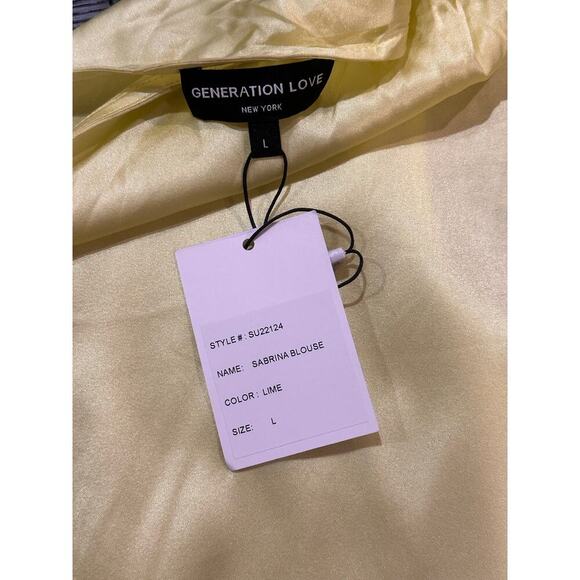 GENERATION LOVE
NEW YORK
L
STYLE # : SU22124
NAME: SABRINA BLOUSE
COLOR : LIME
SIZE: L